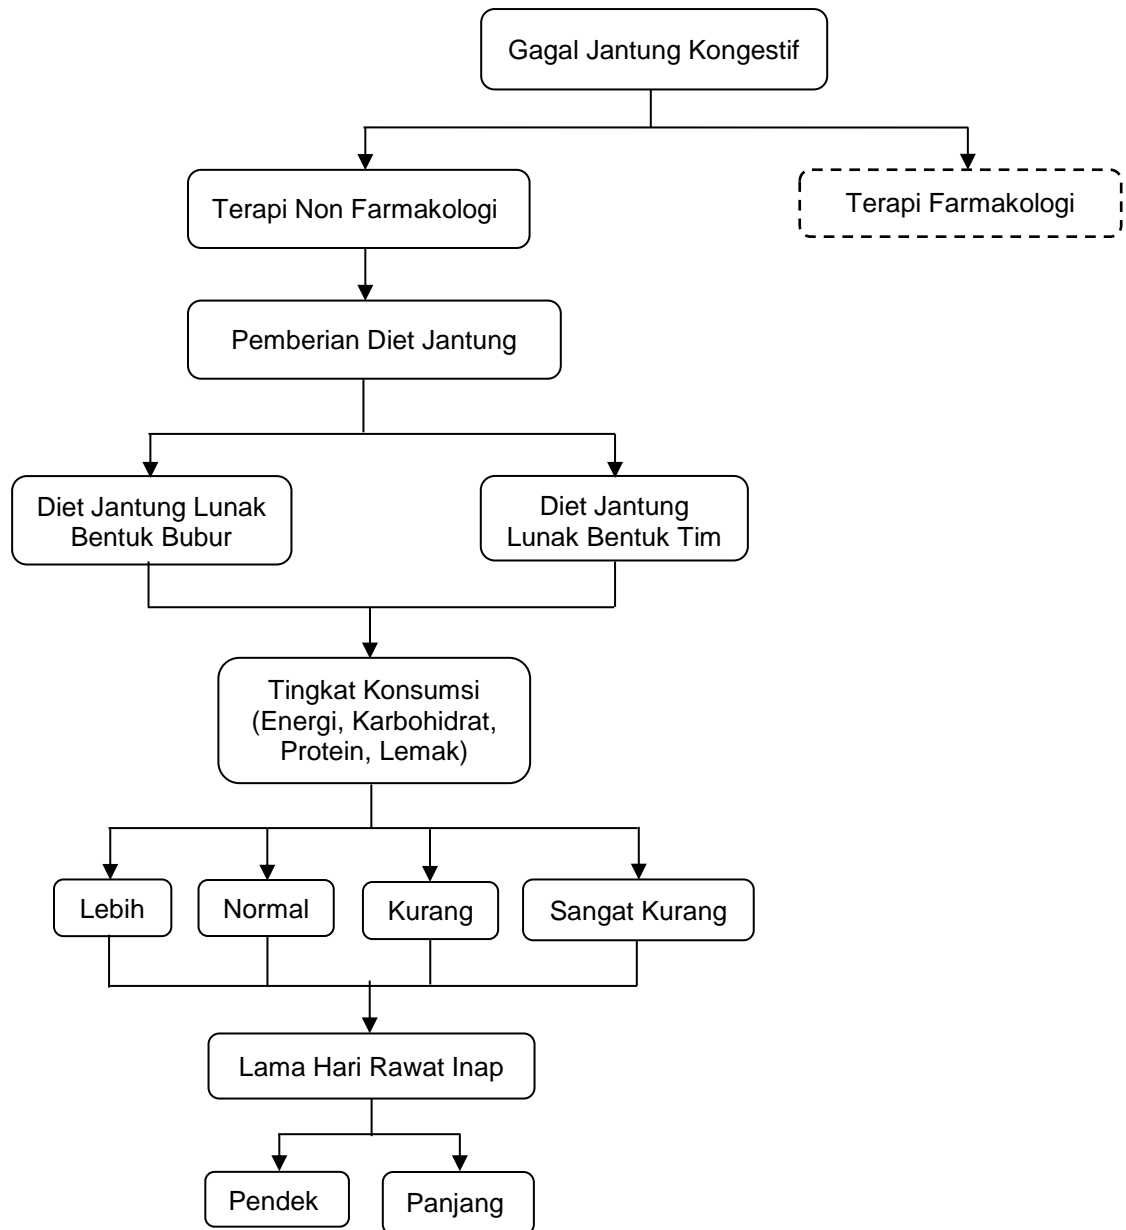 Gagal Jantung Kongestif
Terapi Non Farmakologi
Terapi Farmakologi
Pemberian Diet Jantung
Diet Jantung Lunak
Bentuk Bubur
Diet Jantung
Lunak Bentuk Tim
Tingkat Konsumsi
(Energi, Karbohidrat,
Protein, Lemak)
Lebih
Normal
Kurang
Sangat Kurang
Lama Hari Rawat Inap
Pendek
Panjang